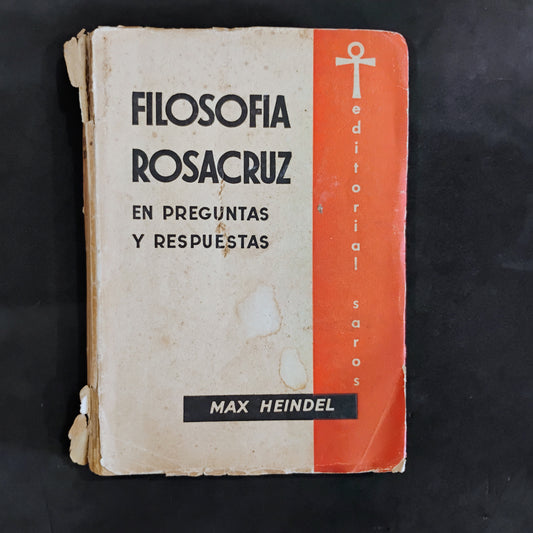 FILOSOFIA
ROSACRUZ
EN PREGUNTAS
Y RESPUESTAS
MAX HEINDEL
editorial saros